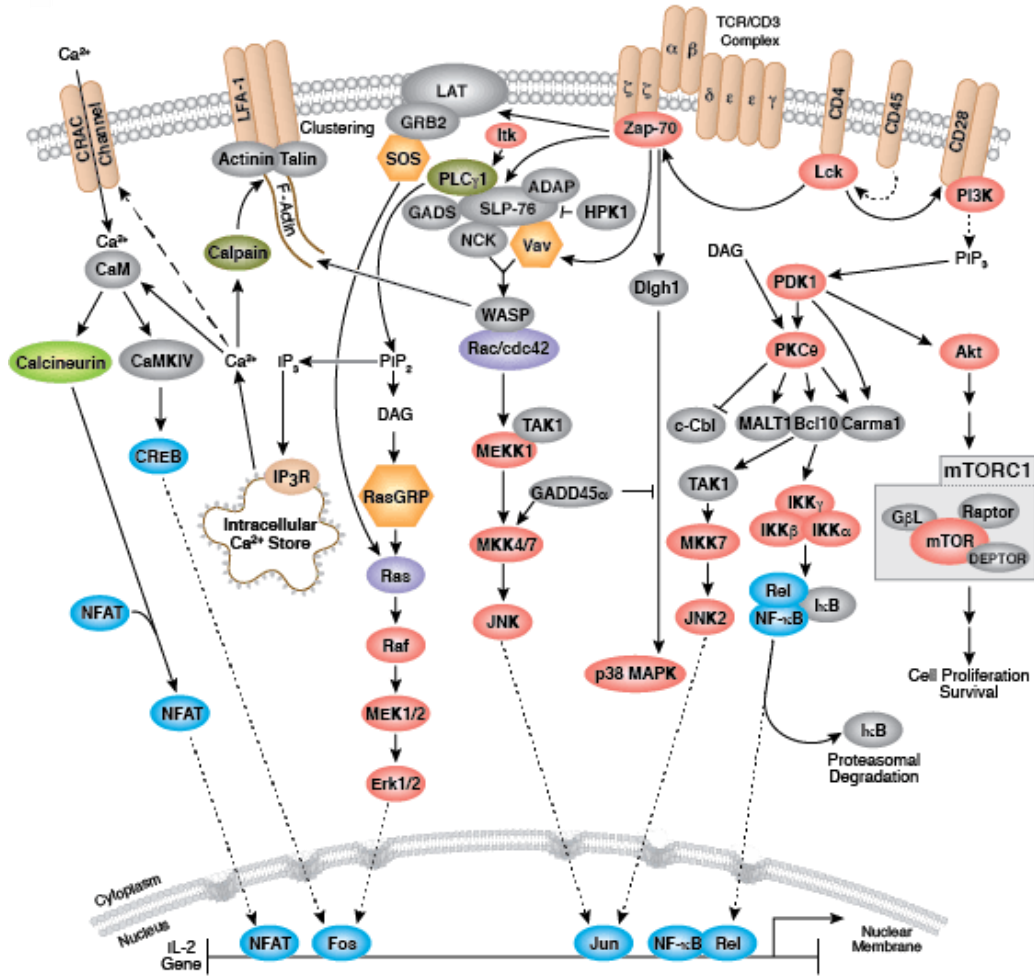 TCR/CD3
Complex
Ca²⁺
CRAC
Channel
LFA-1
Clustering
LAT
GRB2
SOS
Itk
α β
ζ ζ
δ ε ε γ
Zap-70
CD4
CD45
CD28
Lck
PI3K
Actinin
Talin
F-Actin
PLCγ1
ADAP
SLP-76
GADS
HPK1
NCK
Vav
Ca²⁺
CaM
Calpain
Dlgh1
DAG
PIP₃
PDK1
WASP
Rac/cdc42
PKCθ
Akt
Calcineurin
CaMKIV
Ca²⁺
IP₃
PIP₂
DAG
c-Cbl
MALT1
Bcl10
Carma1
TAK1
MEKK1
CREB
IP₃R
Intracellular
Ca²⁺ Store
RasGRP
GADD45α
TAK1
IKKγ
IKKβ
IKKα
mTORC1
GβL
Raptor
mTOR
DEPTOR
MKK4/7
MKK7
Ras
Rel
NF-κB
IκB
NFAT
JNK
JNK2
Raf
p38 MAPK
Cell Proliferation
Survival
NFAT
MEK1/2
IκB
Proteasomal
Degradation
Erk1/2
Cytoplasm
Nucleus
IL-2
Gene
NFAT
Fos
Jun
NF-κB
Rel
Nuclear
Membrane